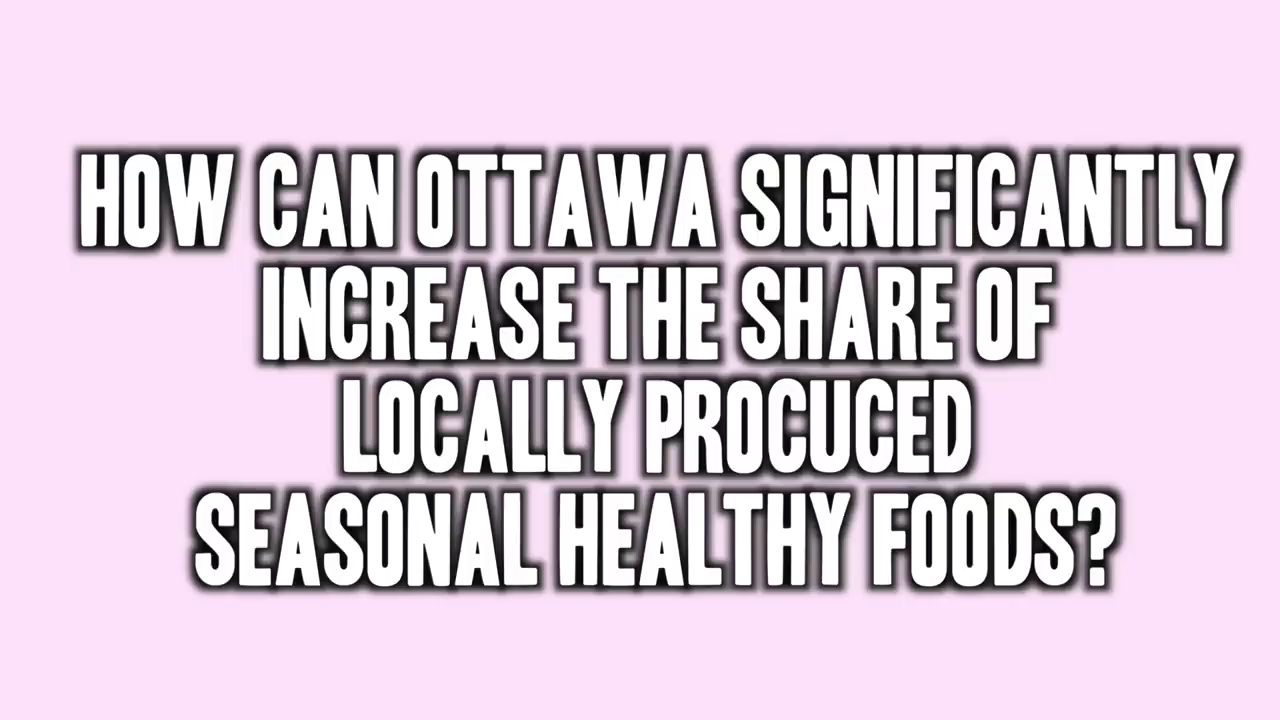 HOW CAN OTTAWA SIGNIFICANTLY
INCREASE THE SHARE OF
LOCALLY PROCUCED
SEASONAL HEALTHY FOODS?